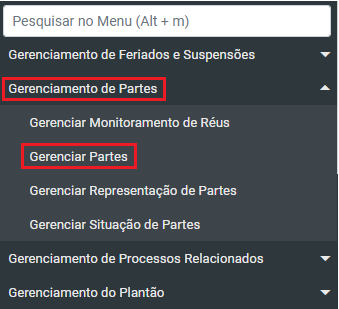 Pesquisar no Menu (Alt + m)
Gerenciamento de Feriados e Suspensões
Gerenciamento de Partes
Gerenciar Monitoramento de Réus
Gerenciar Partes
Gerenciar Representação de Partes
Gerenciar Situação de Partes
Gerenciamento de Processos Relacionados
Gerenciamento do Plantão